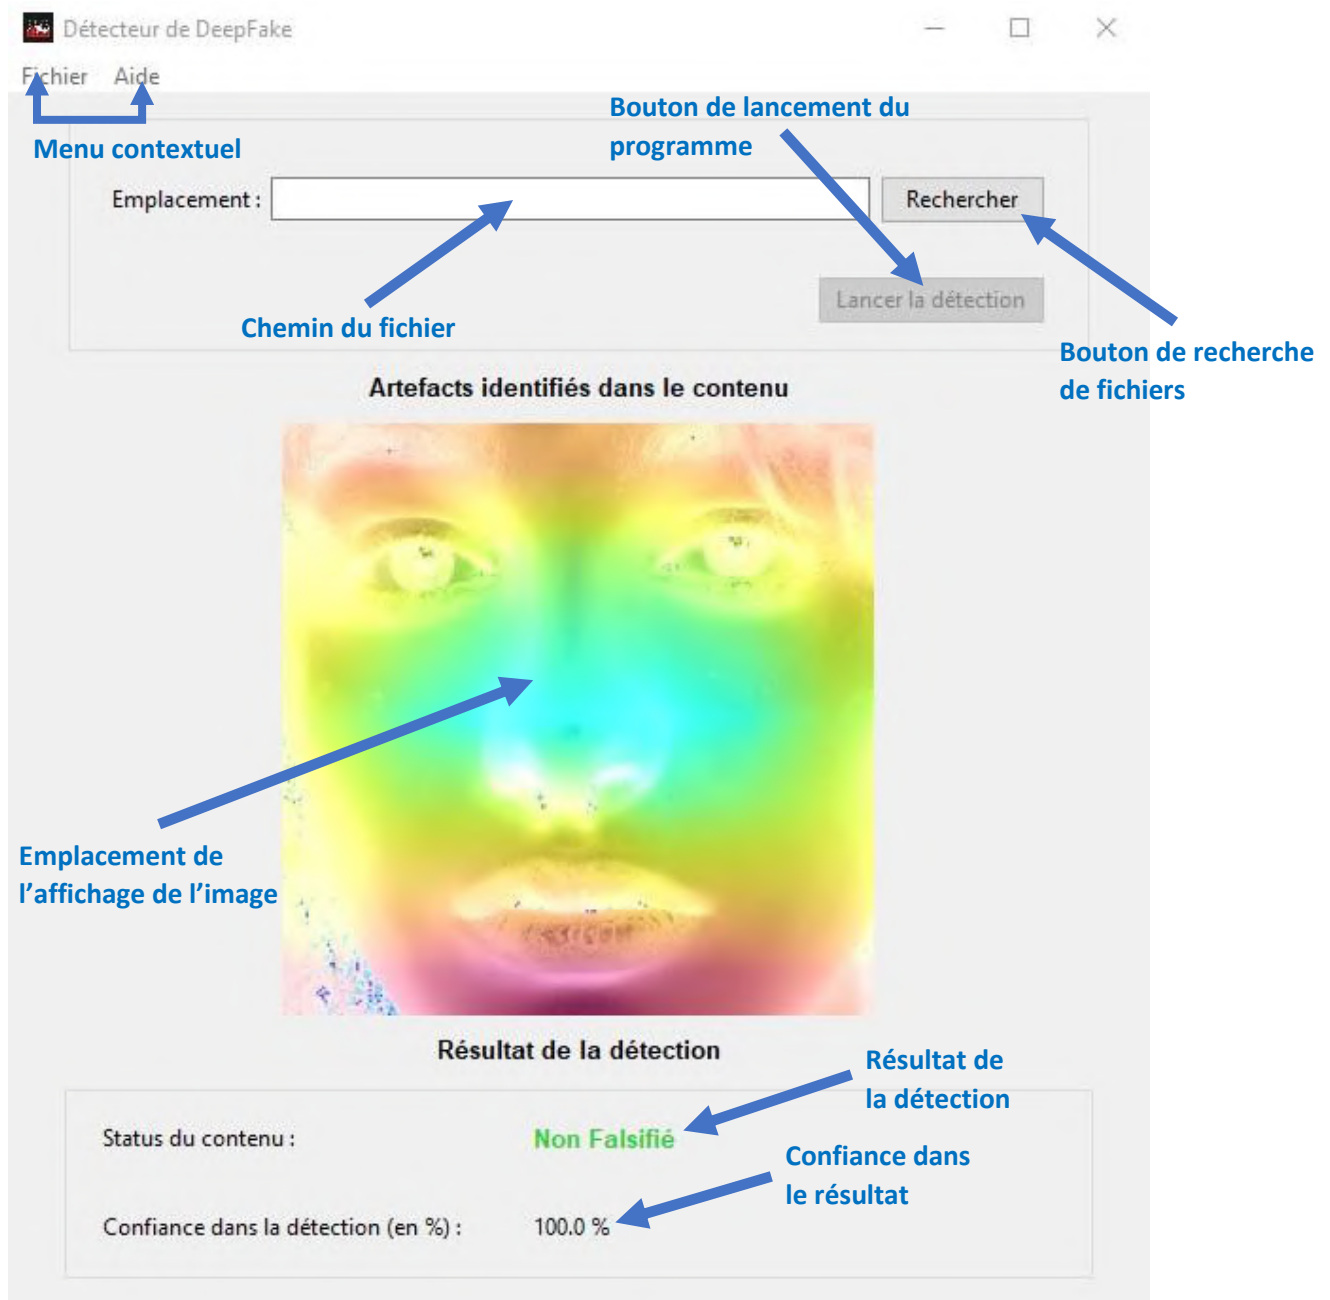 Détecteur de DeepFake
Fichier Aide
Bouton de lancement du
programme
Menu contextuel
Emplacement :
Rechercher
Lancer la détection
Chemin du fichier
Bouton de recherche
de fichiers
Artefacts identifiés dans le contenu
Emplacement de
l’affichage de l’image
Résultat de la détection
Résultat de
la détection
Status du contenu :
Non Falsifié
Confiance dans
le résultat
Confiance dans la détection (en %) :
100.0 %